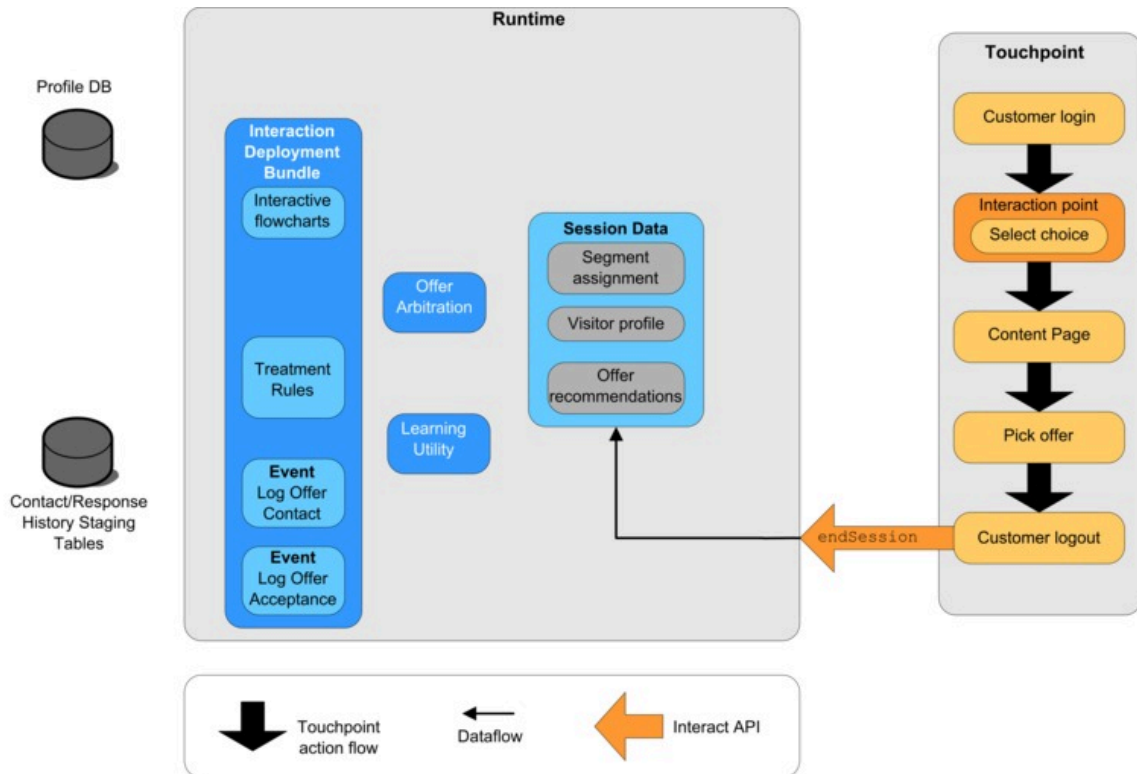 Runtime
Profile DB
Interaction
Deployment
Bundle
Interactive
flowcharts
Treatment
Rules
Event
Log Offer
Contact
Event
Log Offer
Acceptance
Offer
Arbitration
Learning
Utility
Session Data
Segment
assignment
Visitor profile
Offer
recommendations
Contact/Response
History Staging
Tables
Touchpoint
Customer login
Interaction point
Select choice
Content Page
Pick offer
Customer logout
endSession
Touchpoint
action flow
Dataflow
Interact API